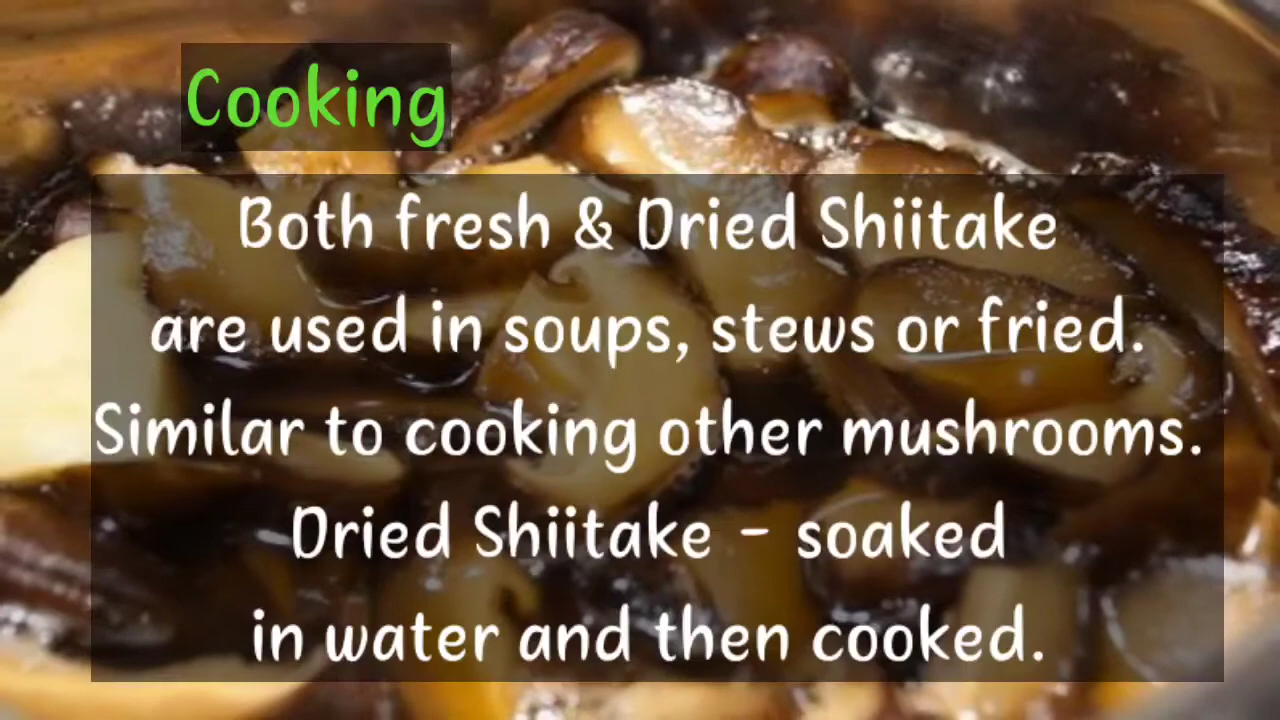 Cooking
Both fresh & Dried Shiitake
are used in soups, stews or fried.
Similar to cooking other mushrooms.
Dried Shiitake - soaked
in water and then cooked.